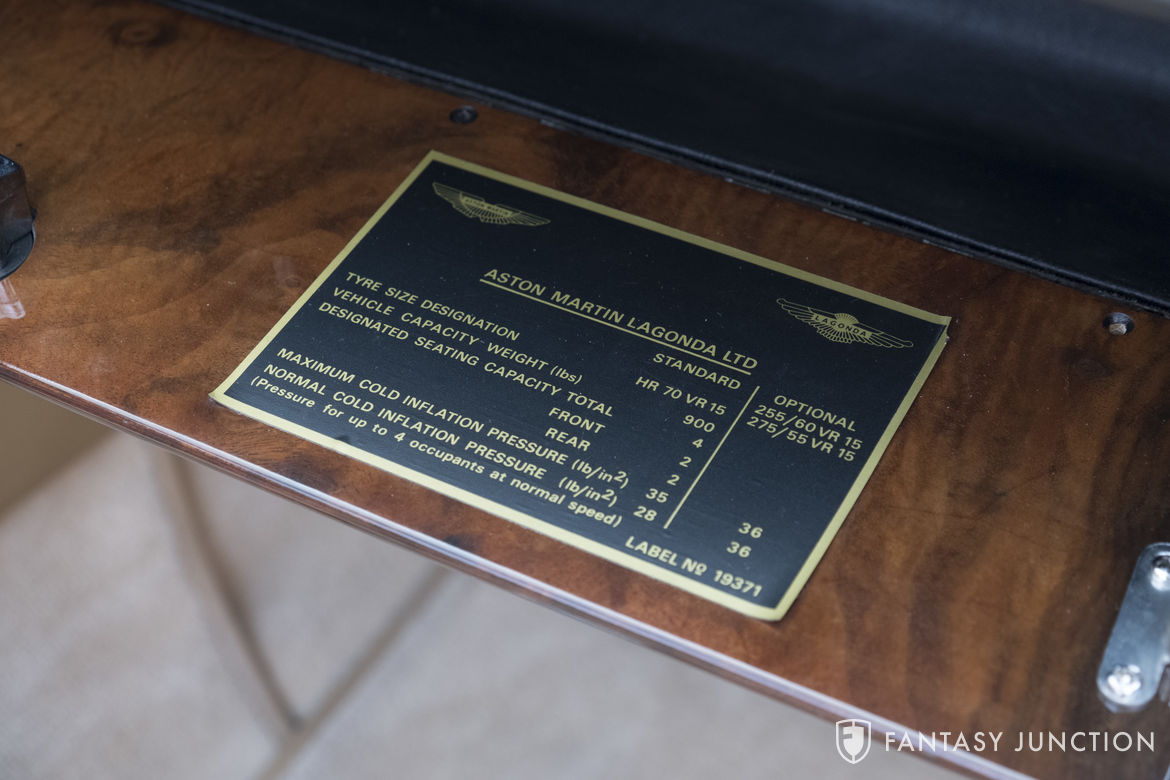 ASTON MARTIN
LAGONDA
ASTON MARTIN LAGONDA LTD
STANDARD OPTIONAL
TYRE SIZE DESIGNATION HR 70 VR 15 255/60 VR 15
275/55 VR 15
VEHICLE CAPACITY WEIGHT (lbs) 900
DESIGNATED SEATING CAPACITY TOTAL 4
FRONT 2
REAR 2
MAXIMUM COLD INFLATION PRESSURE (lb/in²) 35 36
NORMAL COLD INFLATION PRESSURE (lb/in²) 28 36
(Pressure for up to 4 occupants at normal speed)
LABEL Nº 19371
FANTASY JUNCTION